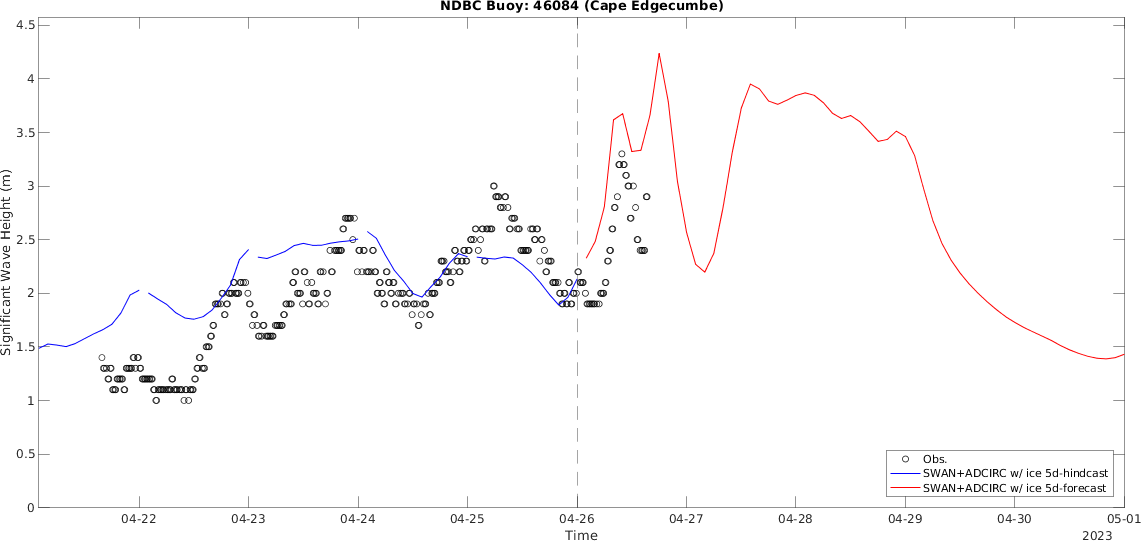 NDBC Buoy: 46084 (Cape Edgecumbe)
4.5
4
3.5
3
2.5
2
1.5
1
0.5
0
Significant Wave Height (m)
Obs.
SWAN+ADCIRC w/ ice 5d-hindcast
SWAN+ADCIRC w/ ice 5d-forecast
04-22 04-23 04-24 04-25 04-26 04-27 04-28 04-29 04-30 05-01
Time
2023